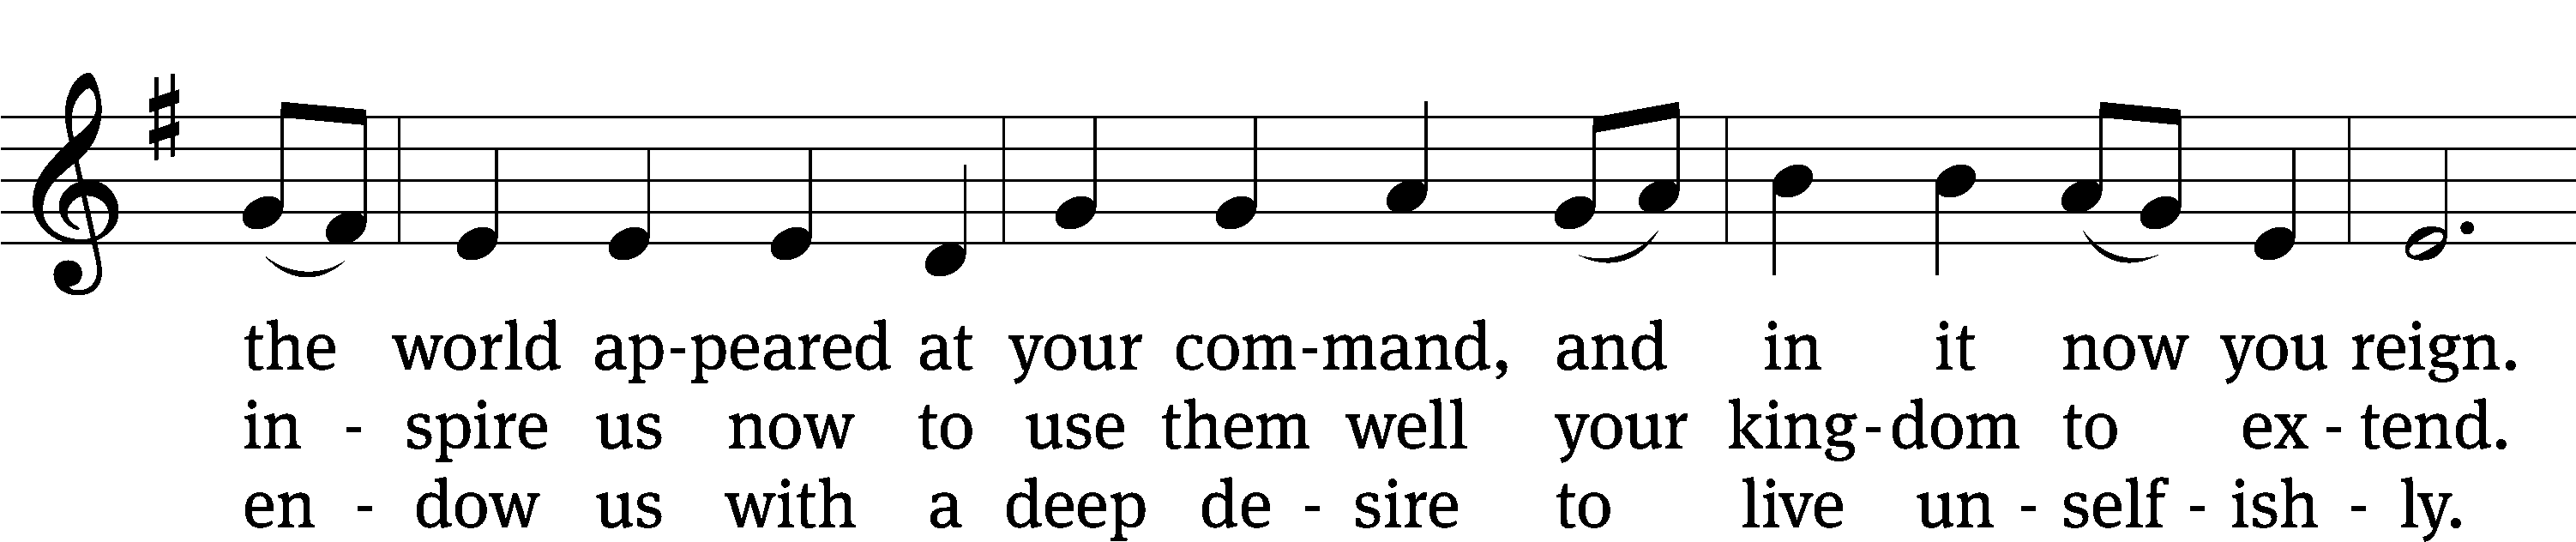 the world ap-peared at your com-mand, and in it now you reign.
in - spire us now to use them well your king-dom to ex - tend.
en - dow us with a deep de - sire to live un - self - ish - ly.